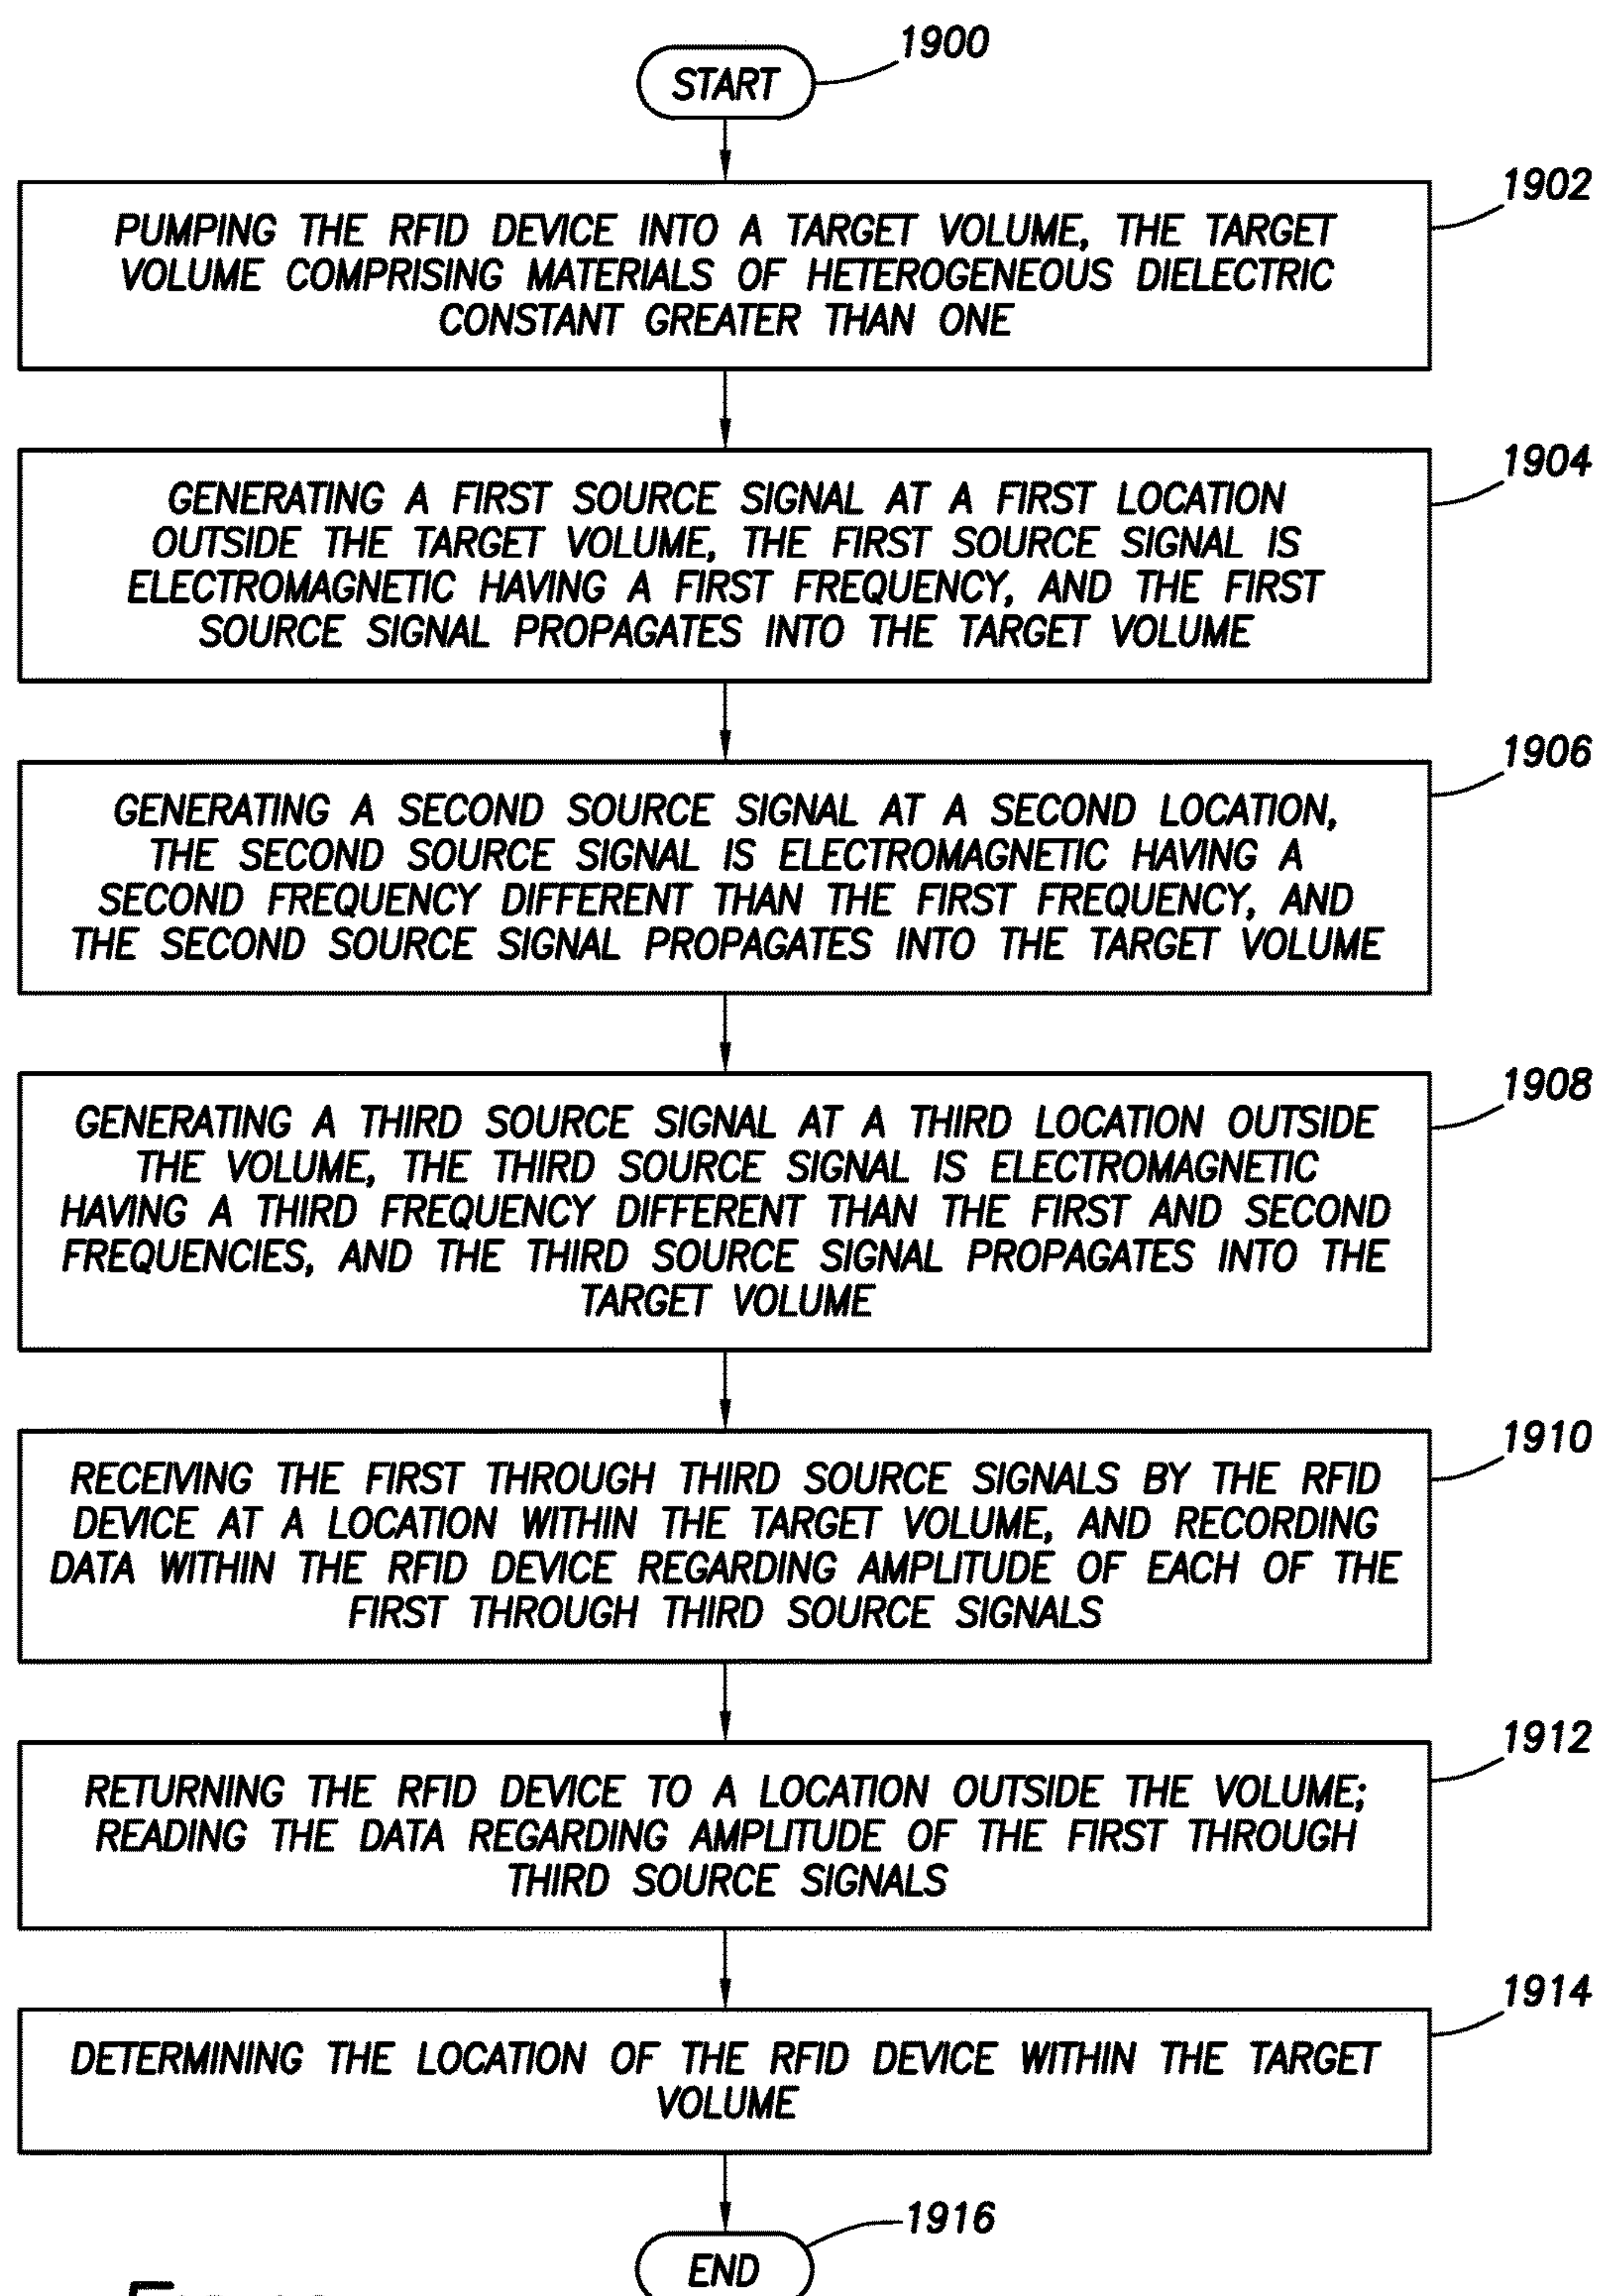 1900
START
1902
PUMPING THE RFID DEVICE INTO A TARGET VOLUME, THE TARGET
VOLUME COMPRISING MATERIALS OF HETEROGENEOUS DIELECTRIC
CONSTANT GREATER THAN ONE
1904
GENERATING A FIRST SOURCE SIGNAL AT A FIRST LOCATION
OUTSIDE THE TARGET VOLUME, THE FIRST SOURCE SIGNAL IS
ELECTROMAGNETIC HAVING A FIRST FREQUENCY, AND THE FIRST
SOURCE SIGNAL PROPAGATES INTO THE TARGET VOLUME
1906
GENERATING A SECOND SOURCE SIGNAL AT A SECOND LOCATION,
THE SECOND SOURCE SIGNAL IS ELECTROMAGNETIC HAVING A
SECOND FREQUENCY DIFFERENT THAN THE FIRST FREQUENCY, AND
THE SECOND SOURCE SIGNAL PROPAGATES INTO THE TARGET VOLUME
1908
GENERATING A THIRD SOURCE SIGNAL AT A THIRD LOCATION OUTSIDE
THE VOLUME, THE THIRD SOURCE SIGNAL IS ELECTROMAGNETIC
HAVING A THIRD FREQUENCY DIFFERENT THAN THE FIRST AND SECOND
FREQUENCIES, AND THE THIRD SOURCE SIGNAL PROPAGATES INTO THE
TARGET VOLUME
1910
RECEIVING THE FIRST THROUGH THIRD SOURCE SIGNALS BY THE RFID
DEVICE AT A LOCATION WITHIN THE TARGET VOLUME, AND RECORDING
DATA WITHIN THE RFID DEVICE REGARDING AMPLITUDE OF EACH OF THE
FIRST THROUGH THIRD SOURCE SIGNALS
1912
RETURNING THE RFID DEVICE TO A LOCATION OUTSIDE THE VOLUME;
READING THE DATA REGARDING AMPLITUDE OF THE FIRST THROUGH
THIRD SOURCE SIGNALS
1914
DETERMINING THE LOCATION OF THE RFID DEVICE WITHIN THE TARGET
VOLUME
1916
END